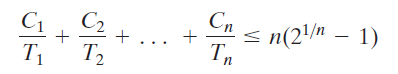 C₁/T₁ + C₂/T₂ + . . . + Cₙ/Tₙ ≤ n(2^{1/n} − 1)